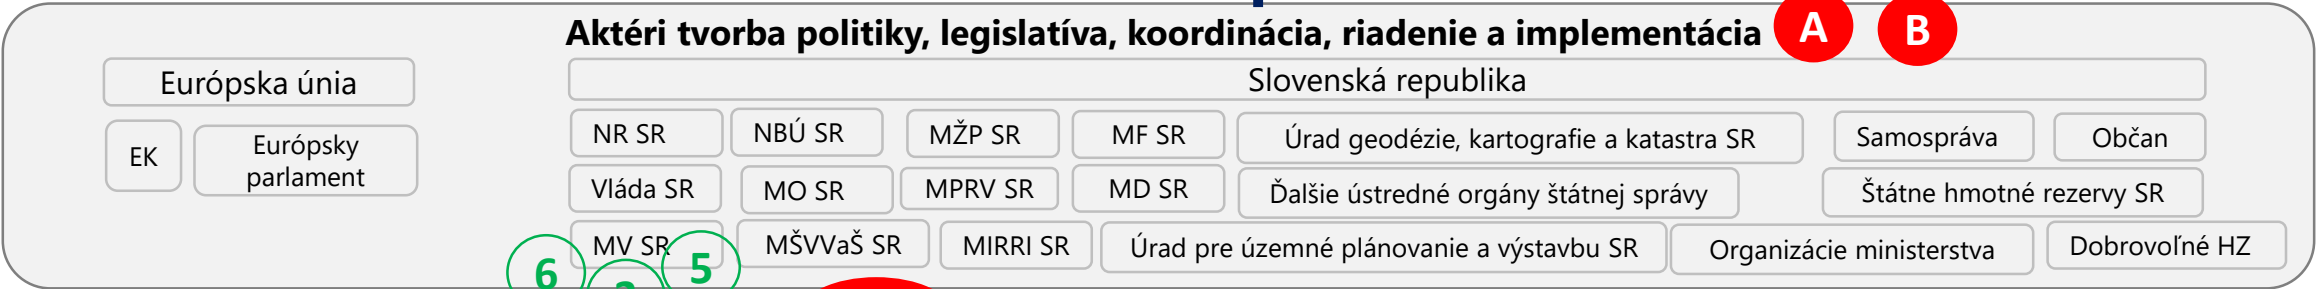 Aktéri tvorba politiky, legislatíva, koordinácia, riadenie a implementácia A B
Európska únia
Slovenská republika
EK
Európsky
parlament
NR SR
NBÚ SR
MŽP SR
MF SR
Úrad geodézie, kartografie a katastra SR
Samospráva
Občan
Vláda SR
MO SR
MPRV SR
MD SR
Ďalšie ústredné orgány štátnej správy
Štátne hmotné rezervy SR
MV SR
MŠVVaŠ SR
MIRRI SR
Úrad pre územné plánovanie a výstavbu SR
Organizácie ministerstva
Dobrovoľné HZ
6
5